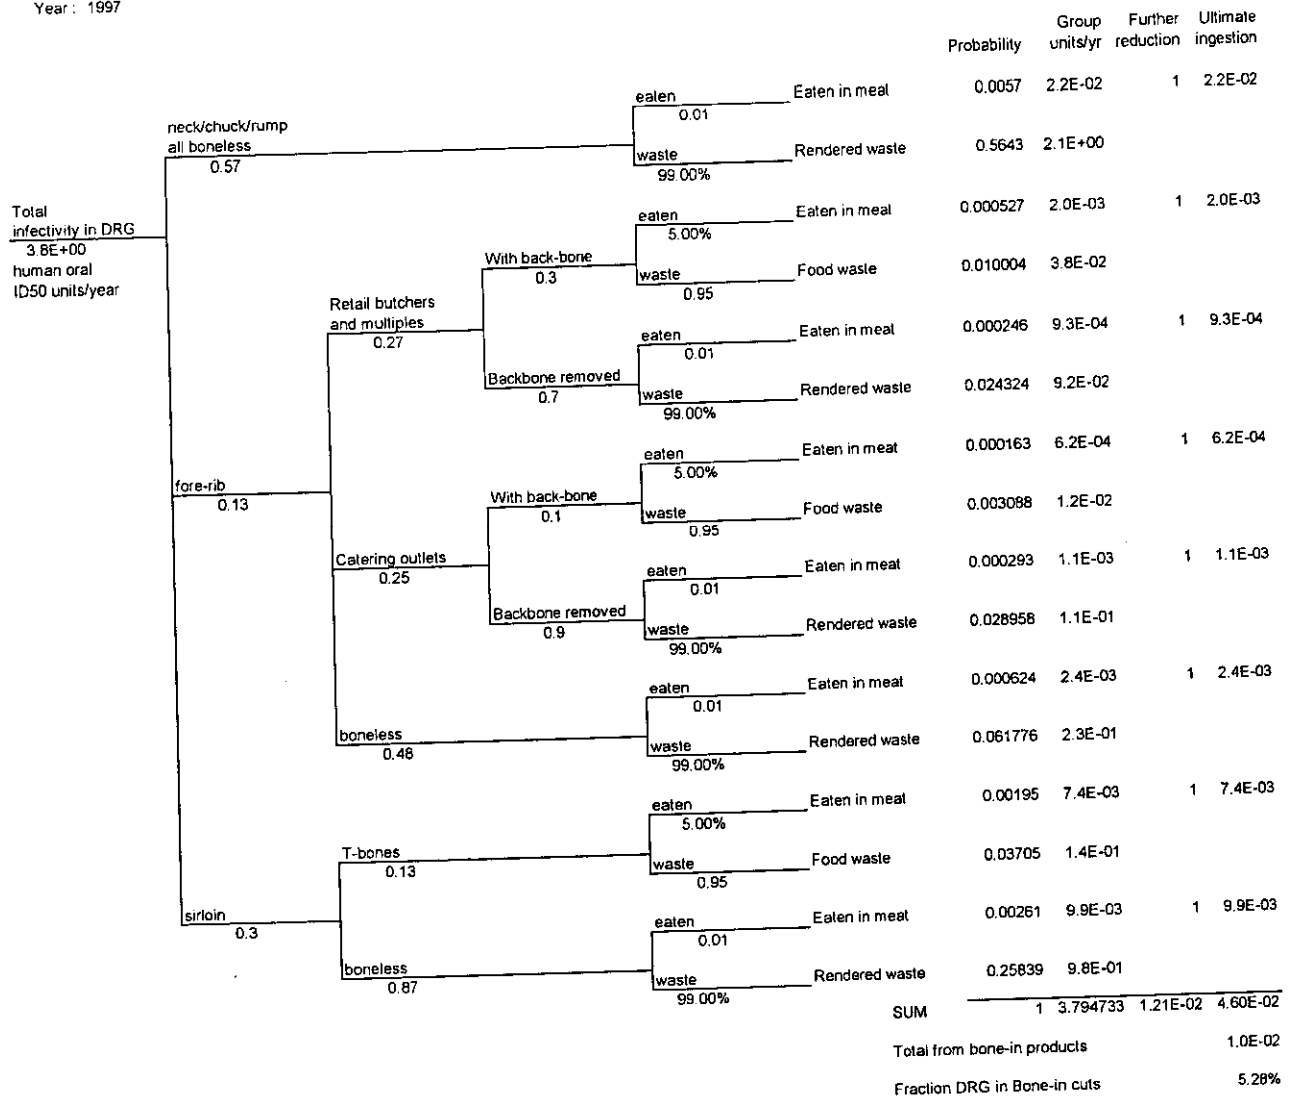 Year : 1997
Group Further Ultimate
Probability units/yr reduction ingestion
eaten Eaten in meat 0.0057 2.2E-02 1 2.2E-02
0.01
neck/chuck/rump
all boneless
0.57
waste Rendered waste 0.5643 2.1E+00
99.00%
Total
infectivity in DRG
3.8E+00
human oral
ID50 units/year
eaten Eaten in meat 0.000527 2.0E-03 1 2.0E-03
5.00%
With back-bone
0.3
waste Food waste 0.010004 3.8E-02
0.95
Retail butchers
and multiples
0.27
eaten Eaten in meat 0.000246 9.3E-04 1 9.3E-04
0.01
Backbone removed
0.7
waste Rendered waste 0.024324 9.2E-02
99.00%
eaten Eaten in meat 0.000163 6.2E-04 1 6.2E-04
5.00%
fore-rib
0.13
With back-bone
0.1
waste Food waste 0.003088 1.2E-02
0.95
Catering outlets
0.25
eaten Eaten in meat 0.000293 1.1E-03 1 1.1E-03
0.01
Backbone removed
0.9
waste Rendered waste 0.028958 1.1E-01
99.00%
eaten Eaten in meat 0.000624 2.4E-03 1 2.4E-03
0.01
boneless
0.48
waste Rendered waste 0.061776 2.3E-01
99.00%
eaten Eaten in meat 0.00195 7.4E-03 1 7.4E-03
5.00%
T-bones
0.13
waste Food waste 0.03705 1.4E-01
0.95
sirloin
0.3
eaten Eaten in meat 0.00261 9.9E-03 1 9.9E-03
0.01
boneless
0.87
waste Rendered waste 0.25839 9.8E-01
99.00%
SUM 1 3.794733 1.21E-02 4.60E-02
Total from bone-in products 1.0E-02
Fraction DRG in Bone-in cuts 5.28%